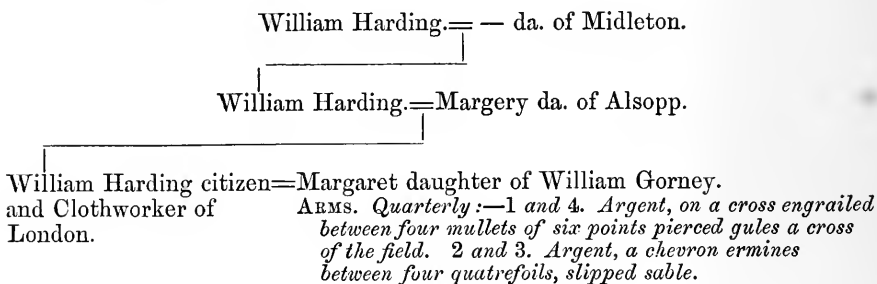 William Harding.= — da. of Midleton.
William Harding.=Margery da. of Alsopp.
William Harding citizen=Margaret daughter of William Gorney.
and Clothworker of
London.
ARMS. Quarterly:—1 and 4. Argent, on a cross engrailed
between four mullets of six points pierced gules a cross
of the field. 2 and 3. Argent, a chevron ermines
between four quatrefoils, slipped sable.